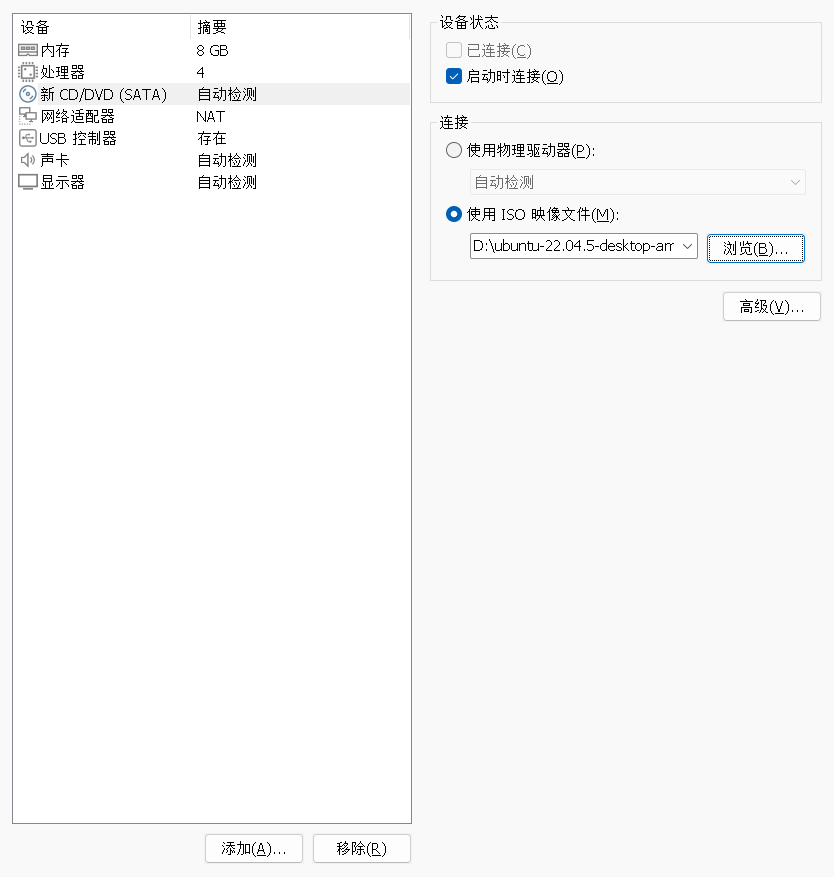 设备 摘要
内存 8 GB
处理器 4
新 CD/DVD (SATA) 自动检测
网络适配器 NAT
USB 控制器 存在
声卡 自动检测
显示器 自动检测
添加(A)... 移除(R)
设备状态
已连接(C)
启动时连接(O)
连接
使用物理驱动器(P):
自动检测
使用 ISO 映像文件(M):
D:\ubuntu-22.04.5-desktop-am 浏览(B)...
高级(V)...